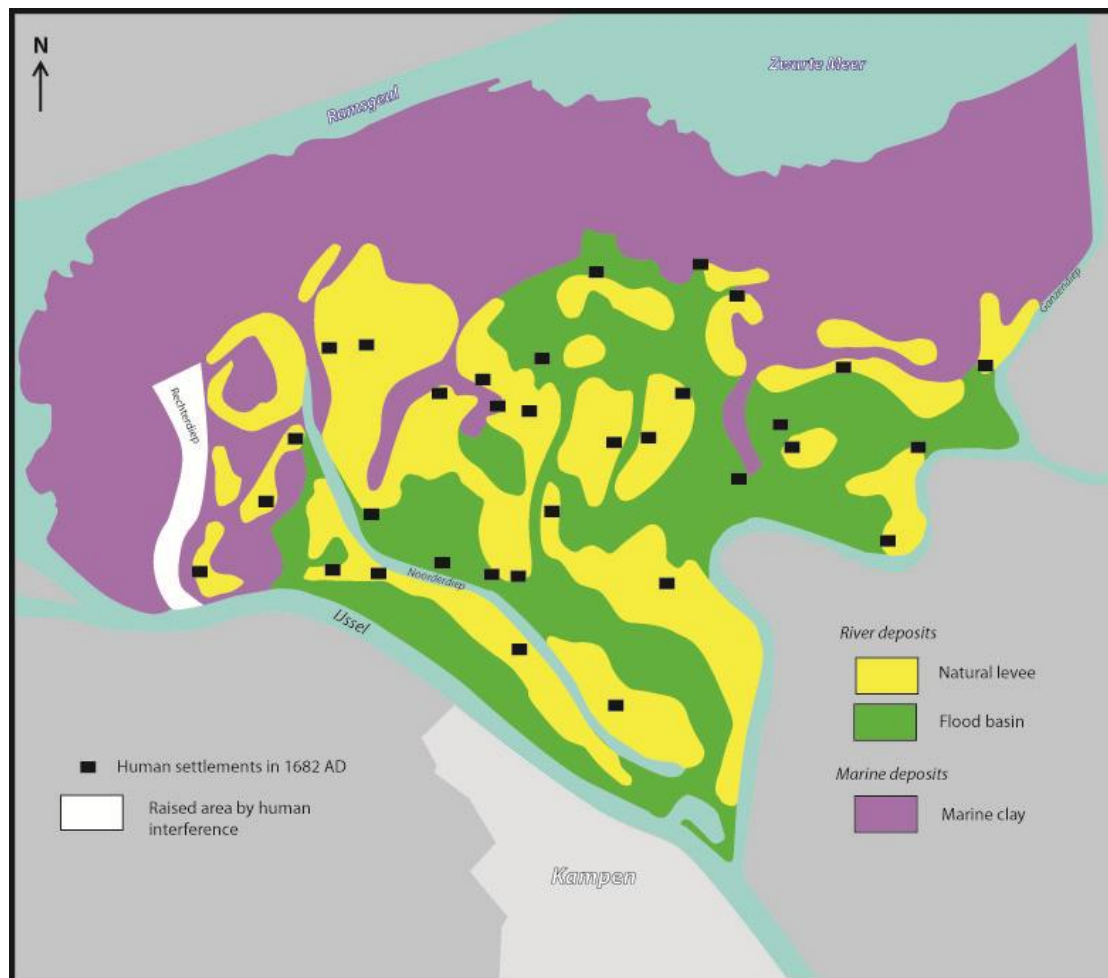 N
Zwarte Meer
Ramsgeul
Ganzendiep
Rechterdiep
Noorderdiep
IJssel
River deposits
Natural levee
Flood basin
Human settlements in 1682 AD
Marine deposits
Raised area by human
interference
Marine clay
Kampen